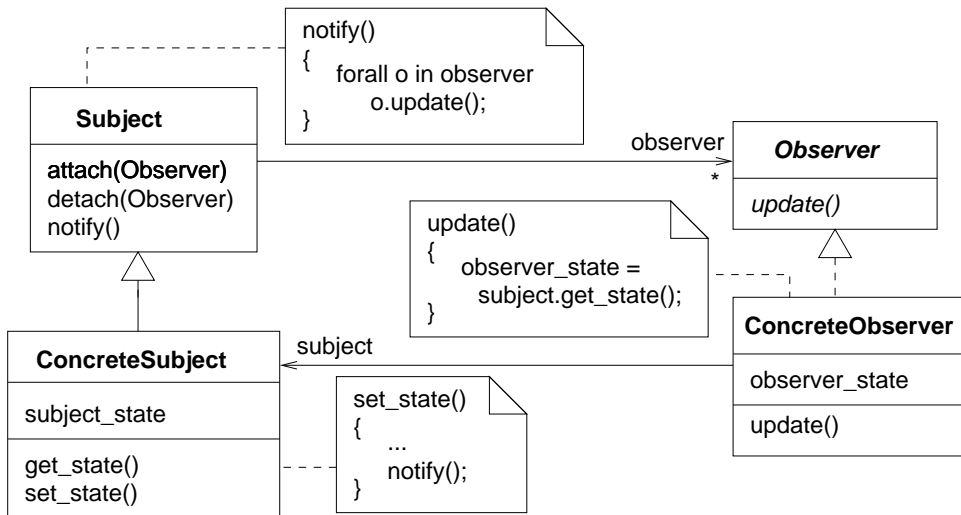 notify()
{
forall o in observer
o.update();
}
Subject
attach(Observer)
detach(Observer)
notify()
observer
*
Observer
update()
update()
{
observer_state =
subject.get_state();
}
ConcreteSubject
subject_state
get_state()
set_state()
subject
set_state()
{
...
notify();
}
ConcreteObserver
observer_state
update()